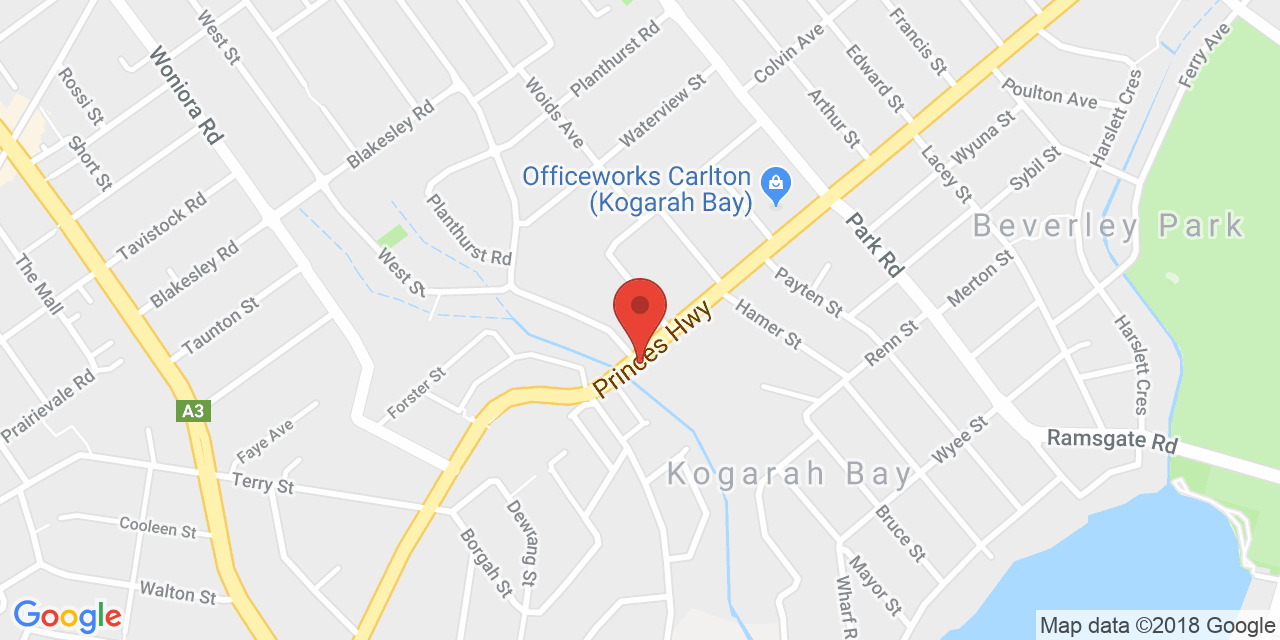 West St
Woniora Rd
Rossi St
Short St
Blakesley Rd
Planthurst Rd
Woids Ave
Waterview St
Colvin Ave
Francis St
Edward St
Arthur St
Poulton Ave
Ferry Ave
Harslett Cres
Wyuna St
Lacey St
Sybil St
Officeworks Carlton
(Kogarah Bay)
Beverley Park
Park Rd
Tavistock Rd
Planthurst Rd
The Mall
Blakesley Rd
West St
Taunton St
Payten St
Merton St
Hamer St
Renn St
Princes Hwy
Harslett Cres
Prairievale Rd
A3
Forster St
Faye Ave
Wyee St
Ramsgate Rd
Kogarah Bay
Terry St
Cooleen St
Dewrang St
Borgah St
Bruce St
Mayor St
Walton St
Wharf R
Google
Map data ©2018 Google